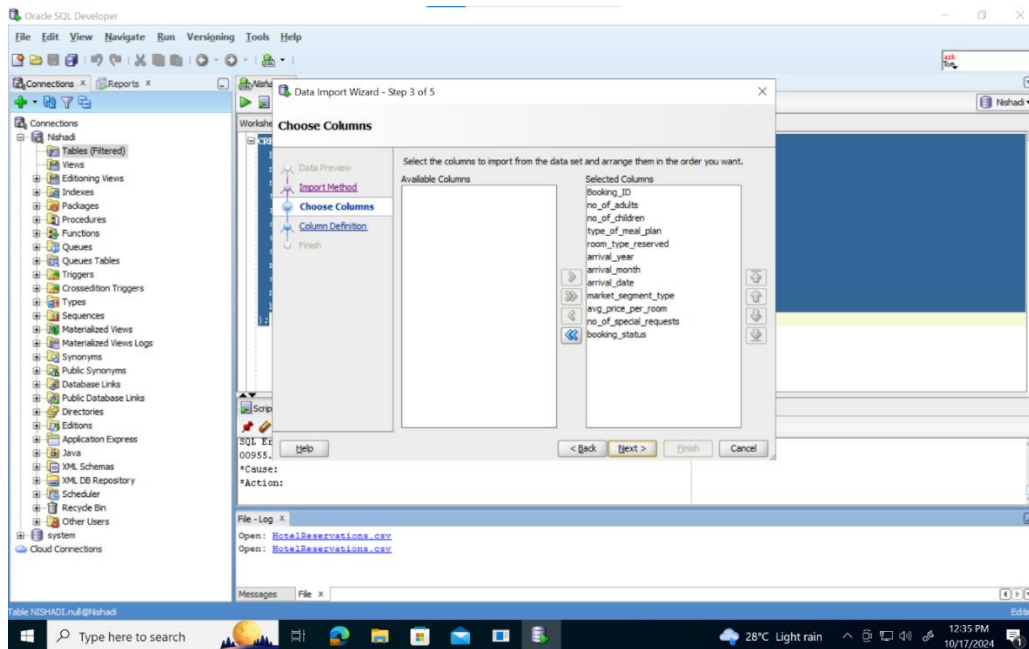 Oracle SQL Developer
File Edit View Navigate Run Versioning Tools Help
ask
Tom
Connections
Reports
Nishadi
Connections
Nishadi
Tables (Filtered)
Views
Editioning Views
Indexes
Packages
Procedures
Functions
Queues
Queues Tables
Triggers
Crossedition Triggers
Types
Sequences
Materialized Views
Materialized Views Logs
Synonyms
Public Synonyms
Database Links
Public Database Links
Directories
Editions
Application Express
Java
XML Schemas
XML DB Repository
Scheduler
Recycle Bin
Other Users
system
Cloud Connections
Data Import Wizard - Step 3 of 5
Choose Columns
Data Preview
Import Method
Choose Columns
Column Definition
Finish
Select the columns to import from the data set and arrange them in the order you want.
Available Columns
Selected Columns
Booking_ID
no_of_adults
no_of_children
type_of_meal_plan
room_type_reserved
arrival_year
arrival_month
arrival_date
market_segment_type
avg_price_per_room
no_of_special_requests
booking_status
Help
< Back Next > Finish Cancel
00955.
*Cause:
*Action:
File - Log
Open: HotelReservations.csv
Open: HotelReservations.csv
Messages File
Table NISHADI.null@Nishadi
Type here to search
28°C Light rain
12:35 PM
10/17/2024